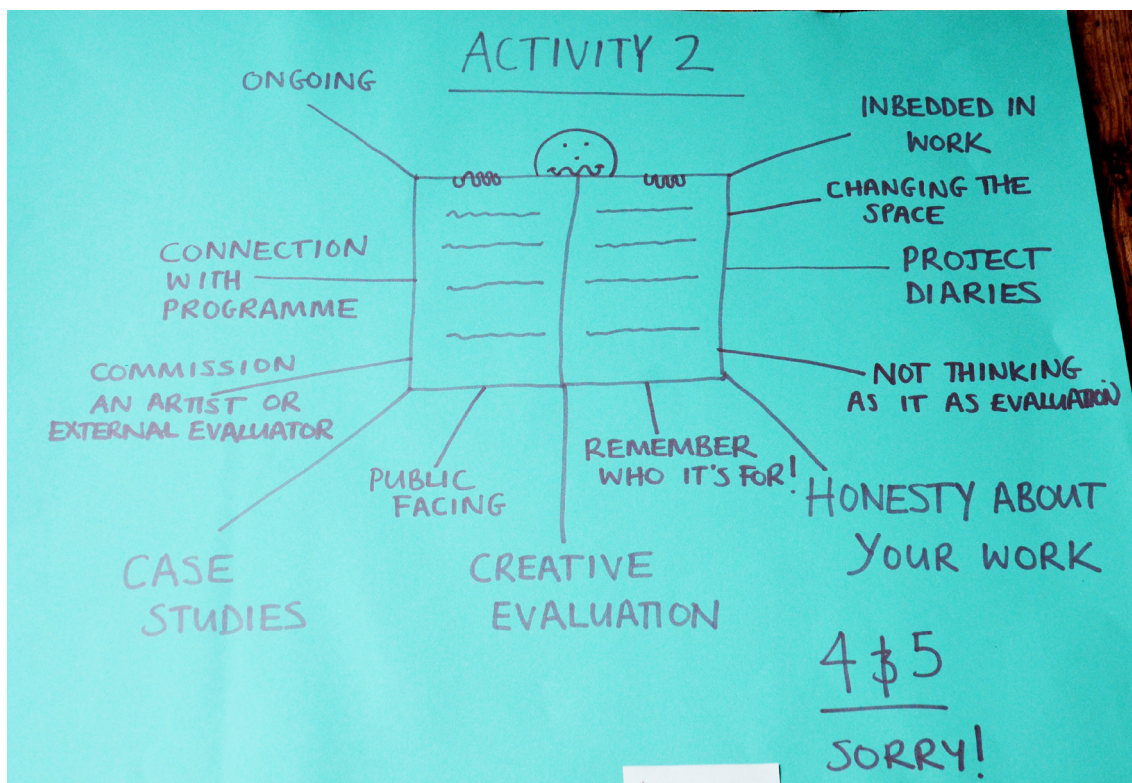 ACTIVITY 2
ONGOING
INBEDDED IN
WORK
CHANGING THE
SPACE
CONNECTION
WITH
PROGRAMME
PROJECT
DIARIES
COMMISSION
AN ARTIST OR
EXTERNAL EVALUATOR
NOT THINKING
AS IT AS EVALUATION
PUBLIC
FACING
REMEMBER
WHO IT'S FOR!
HONESTY ABOUT
YOUR WORK
CASE
STUDIES
CREATIVE
EVALUATION
4 & 5
SORRY!